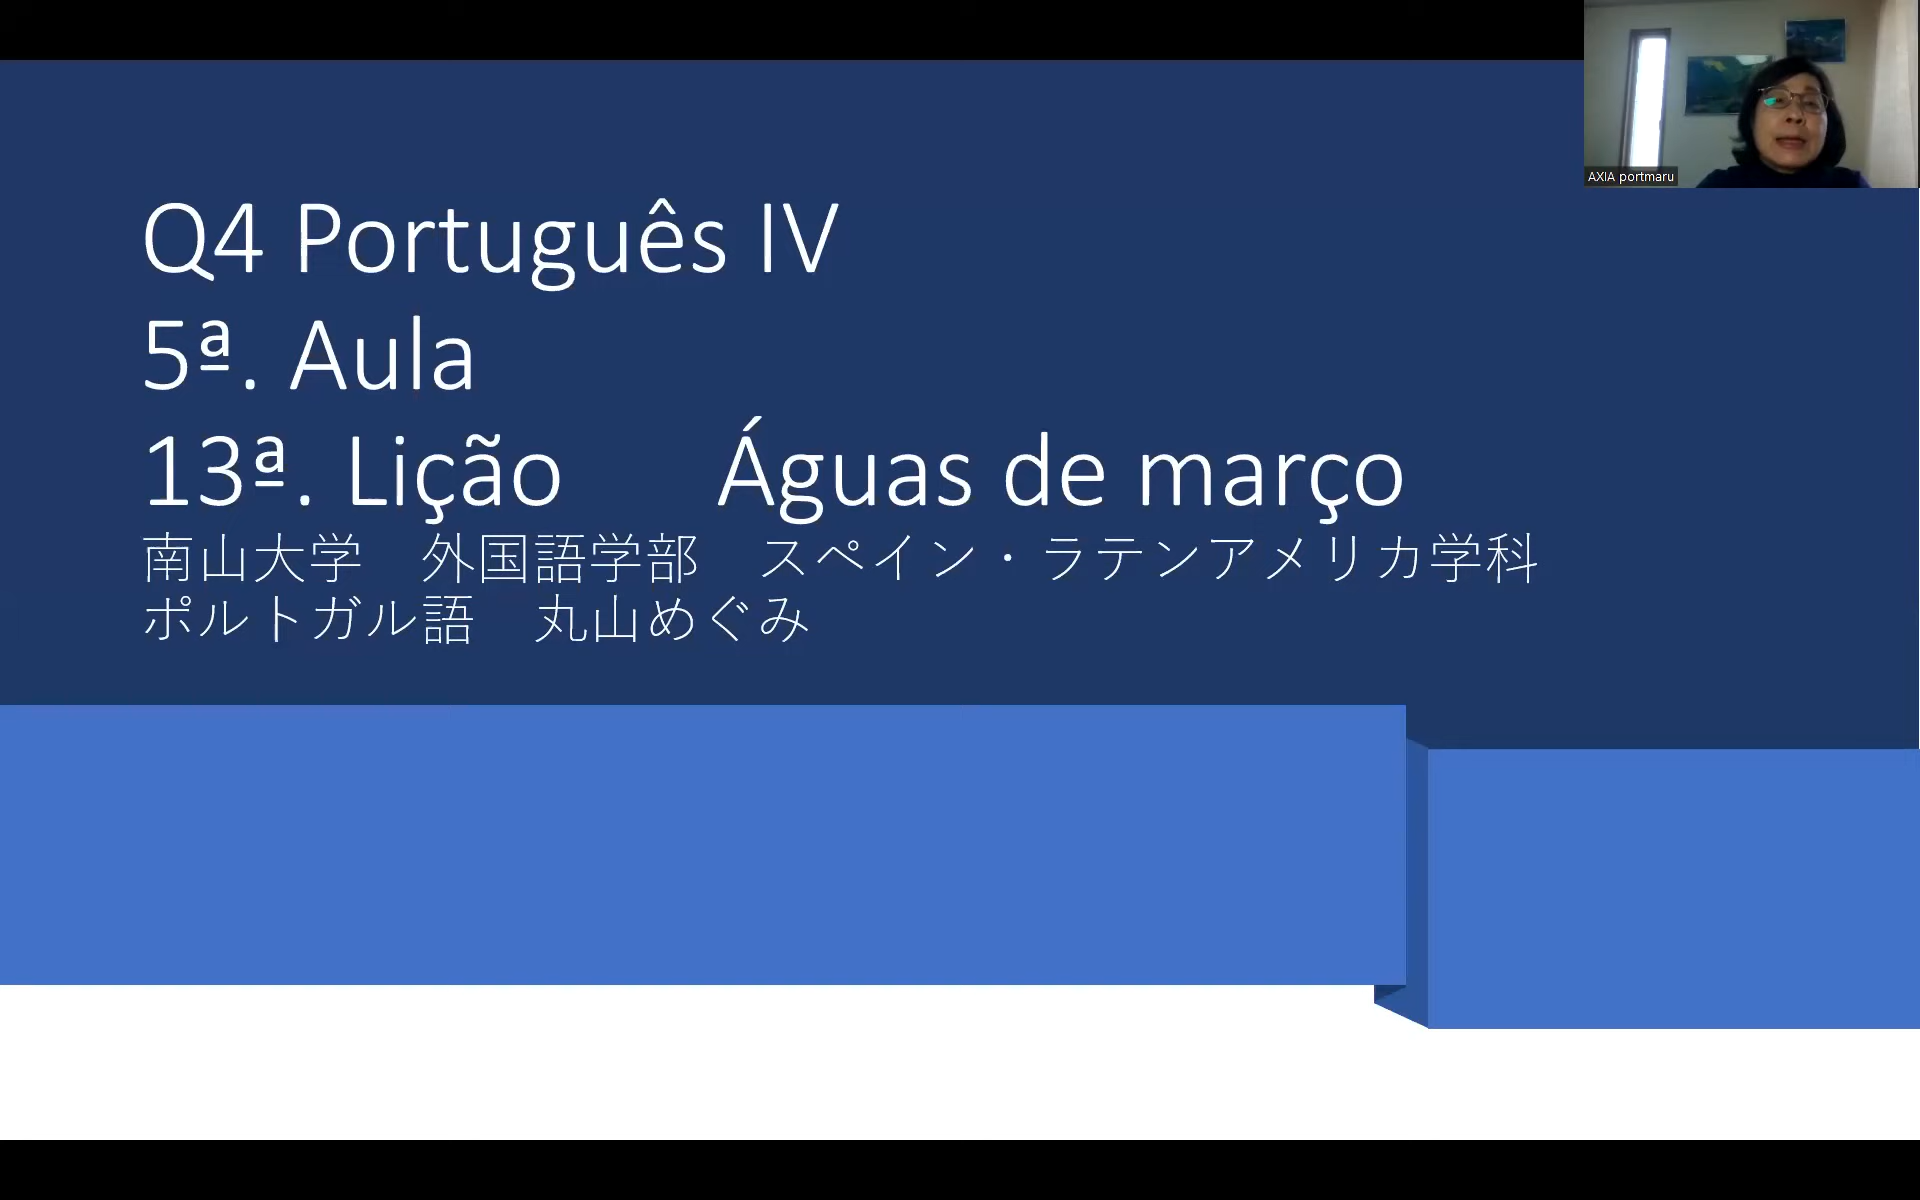 AXIA portmaru
Q4 Português IV
5ª. Aula
13ª. Lição　Águas de março
南山大学　外国語学部　スペイン・ラテンアメリカ学科
ポルトガル語　丸山めぐみ